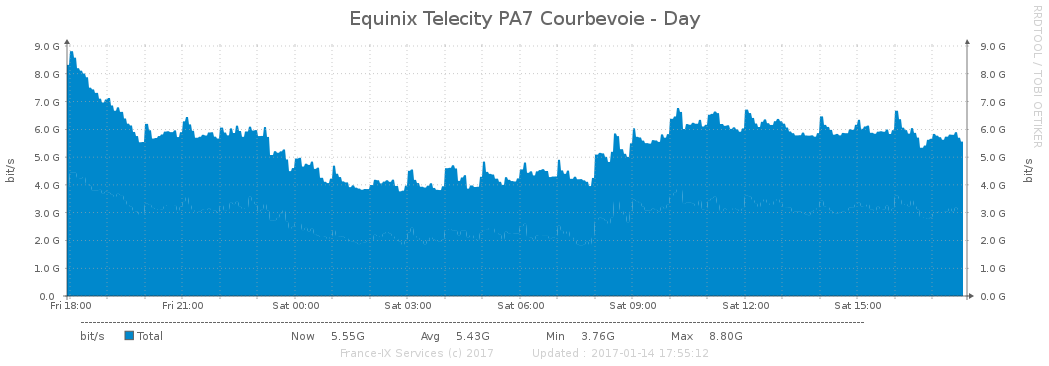 Equinix Telecity PA7 Courbevoie - Day
RRDTOOL / TOBI OETIKER
bit/s
9.0 G
8.0 G
7.0 G
6.0 G
5.0 G
4.0 G
3.0 G
2.0 G
1.0 G
0.0
9.0 G
8.0 G
7.0 G
6.0 G
5.0 G
4.0 G
3.0 G
2.0 G
1.0 G
0.0 G
bit/s
Fri 18:00 Fri 21:00 Sat 00:00 Sat 03:00 Sat 06:00 Sat 09:00 Sat 12:00 Sat 15:00
bit/s Total Now 5.55G Avg 5.43G Min 3.76G Max 8.80G
France-IX Services (c) 2017 Updated : 2017-01-14 17:55:12